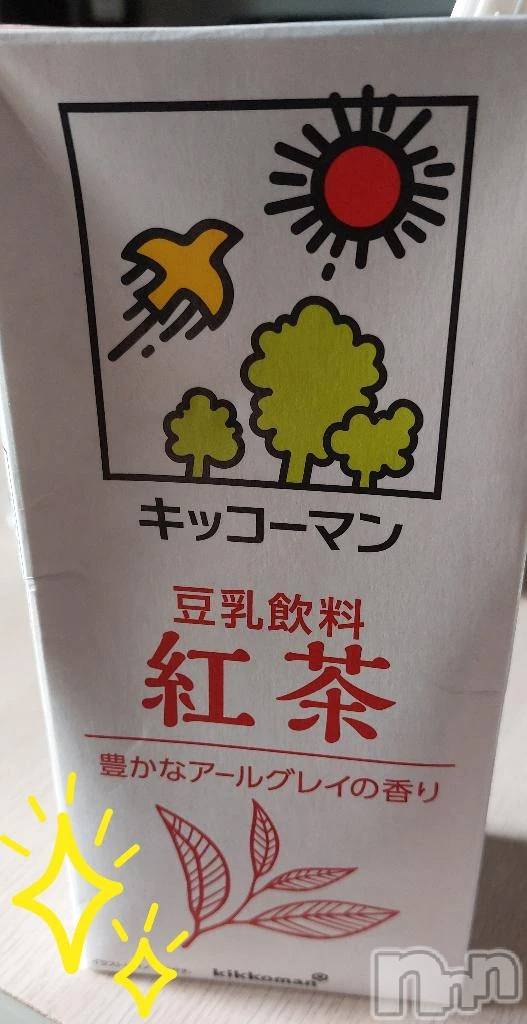 キッコーマン
豆乳飲料
紅茶
豊かなアールグレイの香り
kikkoman®
nnn